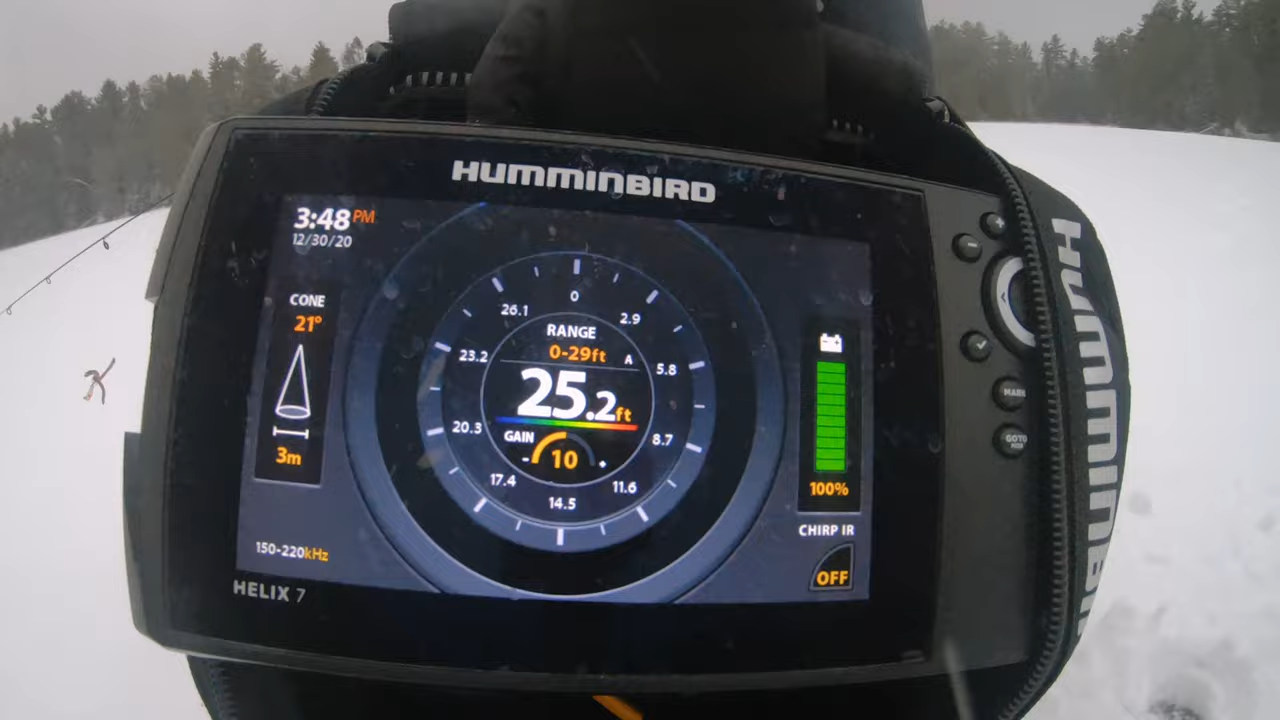 HUMMINBIRD
3:48 PM
12/30/20
CONE
21°
3m
150-220kHz
0
2.9
5.8
8.7
11.6
14.5
17.4
20.3
23.2
26.1
RANGE
0-29ft A
25.2ft
GAIN
- 10 +
100%
CHIRP IR
OFF
HELIX 7
+
-
MARK
GOTO
HUMMINBIRD